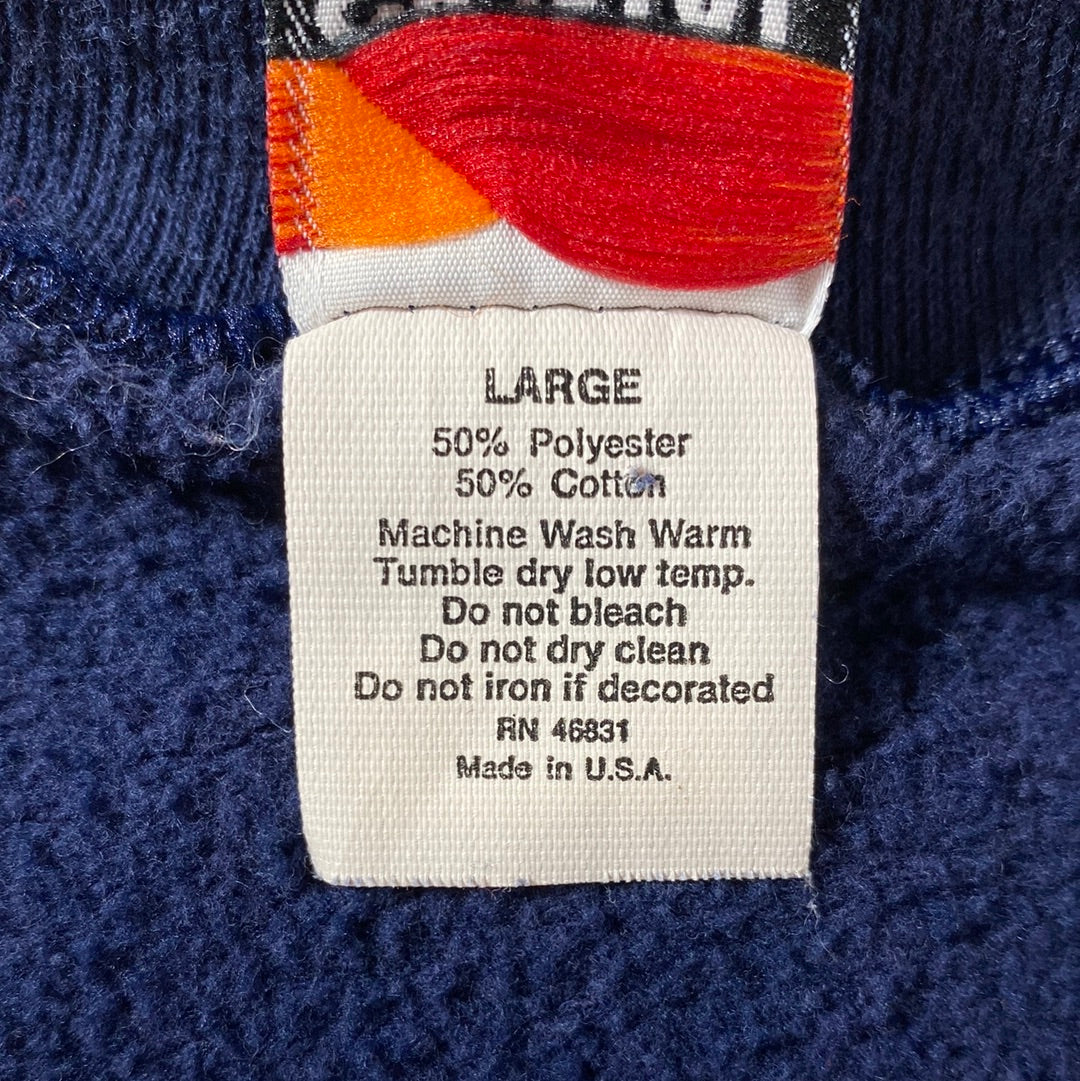 LARGE
50% Polyester
50% Cotton
Machine Wash Warm
Tumble dry low temp.
Do not bleach
Do not dry clean
Do not iron if decorated
RN 46831
Made in U.S.A.